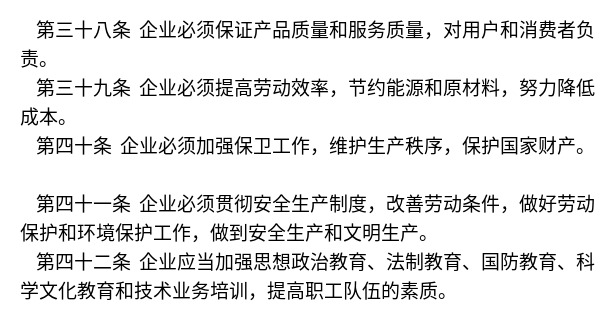 第三十八条 企业必须保证产品质量和服务质量，对用户和消费者负
责。
第三十九条 企业必须提高劳动效率，节约能源和原材料，努力降低
成本。
第四十条 企业必须加强保卫工作，维护生产秩序，保护国家财产。
第四十一条 企业必须贯彻安全生产制度，改善劳动条件，做好劳动
保护和环境保护工作，做到安全生产和文明生产。
第四十二条 企业应当加强思想政治教育、法制教育、国防教育、科
学文化教育和技术业务培训，提高职工队伍的素质。